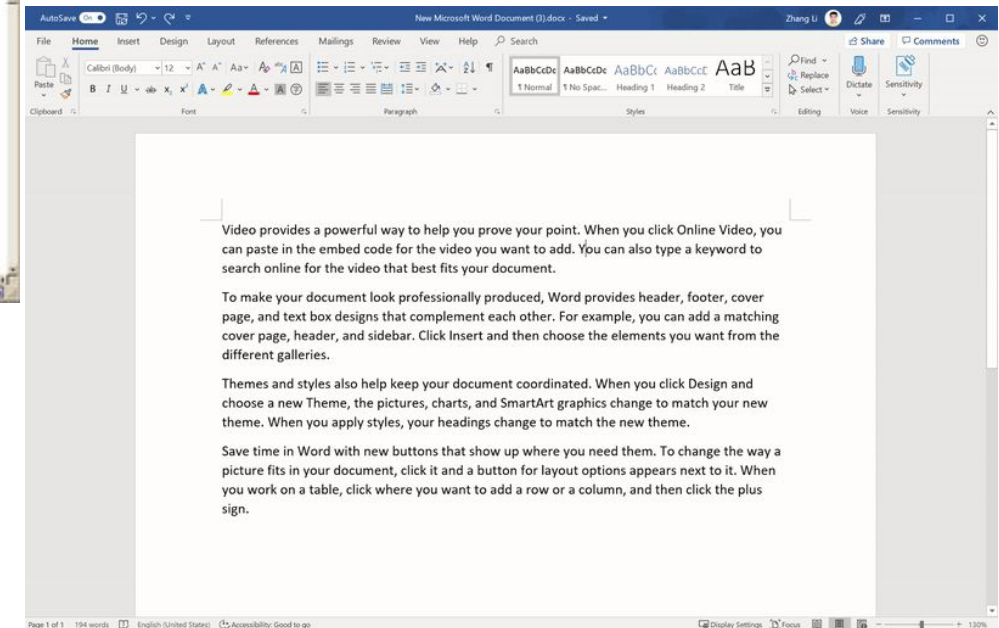 AutoSave On New Microsoft Word Document (3).docx - Saved Zhang Li
File Home Insert Design Layout References Mailings Review View Help Search Share Comments
Paste
Calibri (Body) 12 A A Aa A
AaBbCcDc AaBbCcDc AaBbCc AaBbCcD AaB
¶ Normal ¶ No Spac... Heading 1 Heading 2 Title
Find
Replace
Select
Dictate
Sensitivity
B I U ab x₂ x² A A
Clipboard Font Paragraph Styles Editing Voice Sensitivity
Video provides a powerful way to help you prove your point. When you click Online Video, you
can paste in the embed code for the video you want to add. You can also type a keyword to
search online for the video that best fits your document.
To make your document look professionally produced, Word provides header, footer, cover
page, and text box designs that complement each other. For example, you can add a matching
cover page, header, and sidebar. Click Insert and then choose the elements you want from the
different galleries.
Themes and styles also help keep your document coordinated. When you click Design and
choose a new Theme, the pictures, charts, and SmartArt graphics change to match your new
theme. When you apply styles, your headings change to match the new theme.
Save time in Word with new buttons that show up where you need them. To change the way a
picture fits in your document, click it and a button for layout options appears next to it. When
you work on a table, click where you want to add a row or a column, and then click the plus
sign.
Page 1 of 1 194 words English (United States) Accessibility: Good to go Display Settings Focus 130%